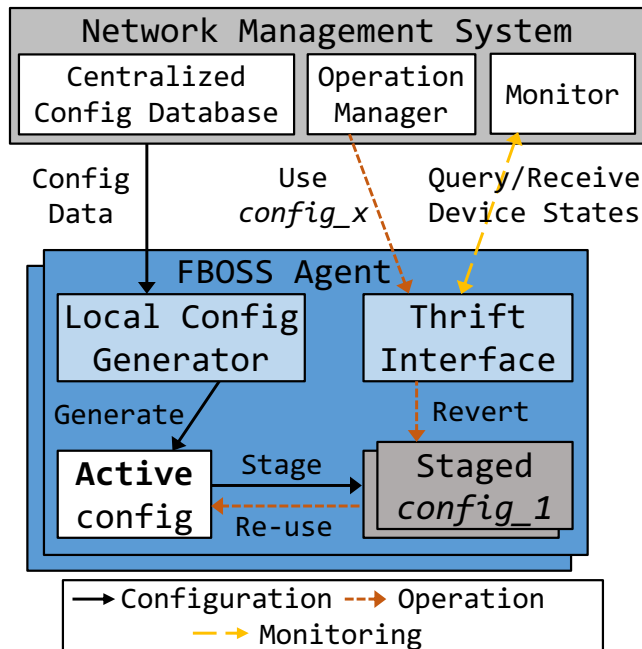 Network Management System
Centralized
Config Database
Operation
Manager
Monitor
Config
Data
Use
config_x
Query/Receive
Device States
FBOSS Agent
Local Config
Generator
Thrift
Interface
Generate
Revert
Active
config
Stage
Re-use
Staged
config_1
Configuration
Operation
Monitoring